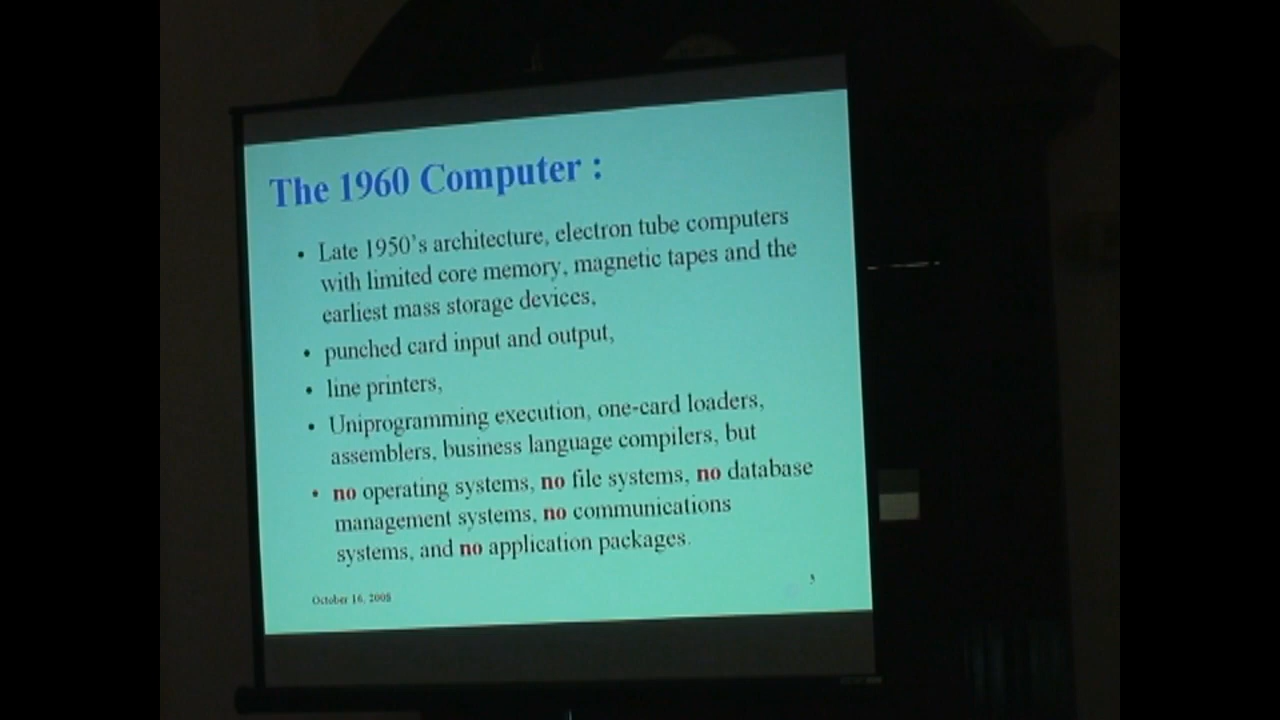 The 1960 Computer :
• Late 1950's architecture, electron tube computers
with limited core memory, magnetic tapes and the
earliest mass storage devices,
• punched card input and output,
• line printers,
• Uniprogramming execution, one-card loaders,
assemblers, business language compilers, but
• no operating systems, no file systems, no database
management systems, no communications
systems, and no application packages.
October 16,